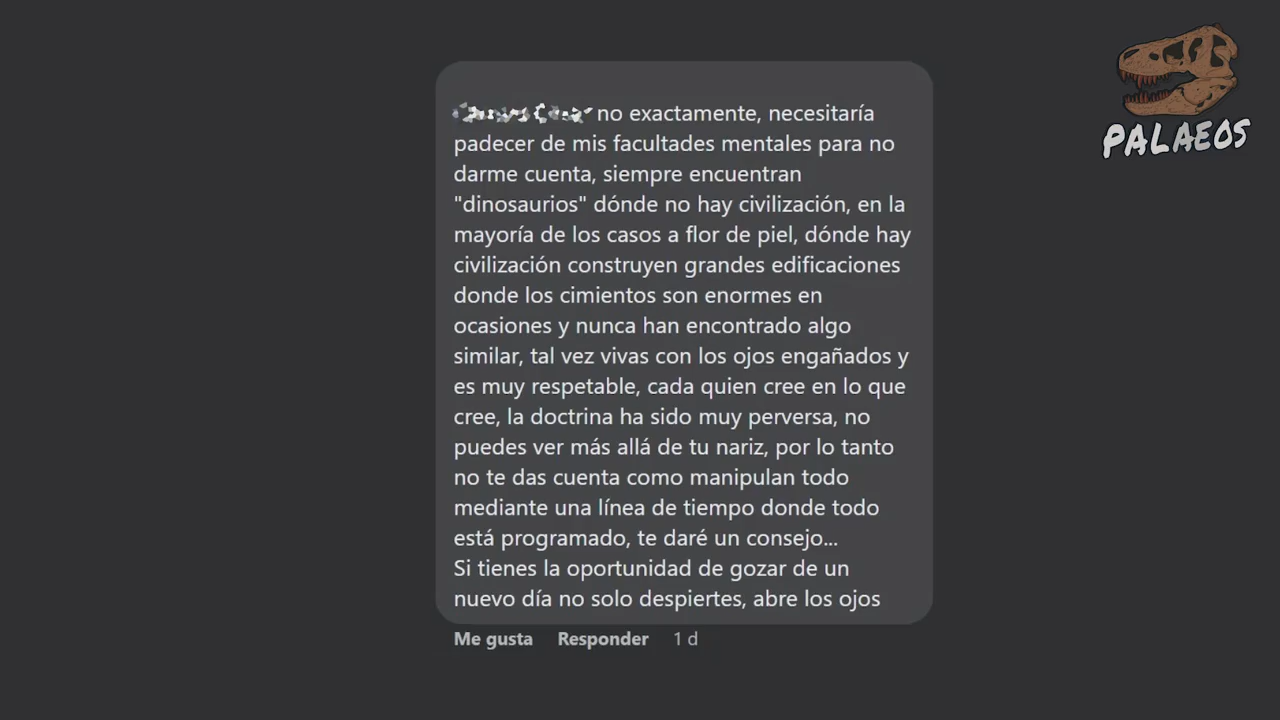 PALAEOS
no exactamente, necesitaría
padecer de mis facultades mentales para no
darme cuenta, siempre encuentran
"dinosaurios" dónde no hay civilización, en la
mayoría de los casos a flor de piel, dónde hay
civilización construyen grandes edificaciones
donde los cimientos son enormes en
ocasiones y nunca han encontrado algo
similar, tal vez vivas con los ojos engañados y
es muy respetable, cada quien cree en lo que
cree, la doctrina ha sido muy perversa, no
puedes ver más allá de tu nariz, por lo tanto
no te das cuenta como manipulan todo
mediante una línea de tiempo donde todo
está programado, te daré un consejo...
Si tienes la oportunidad de gozar de un
nuevo día no solo despiertes, abre los ojos
Me gusta Responder 1 d